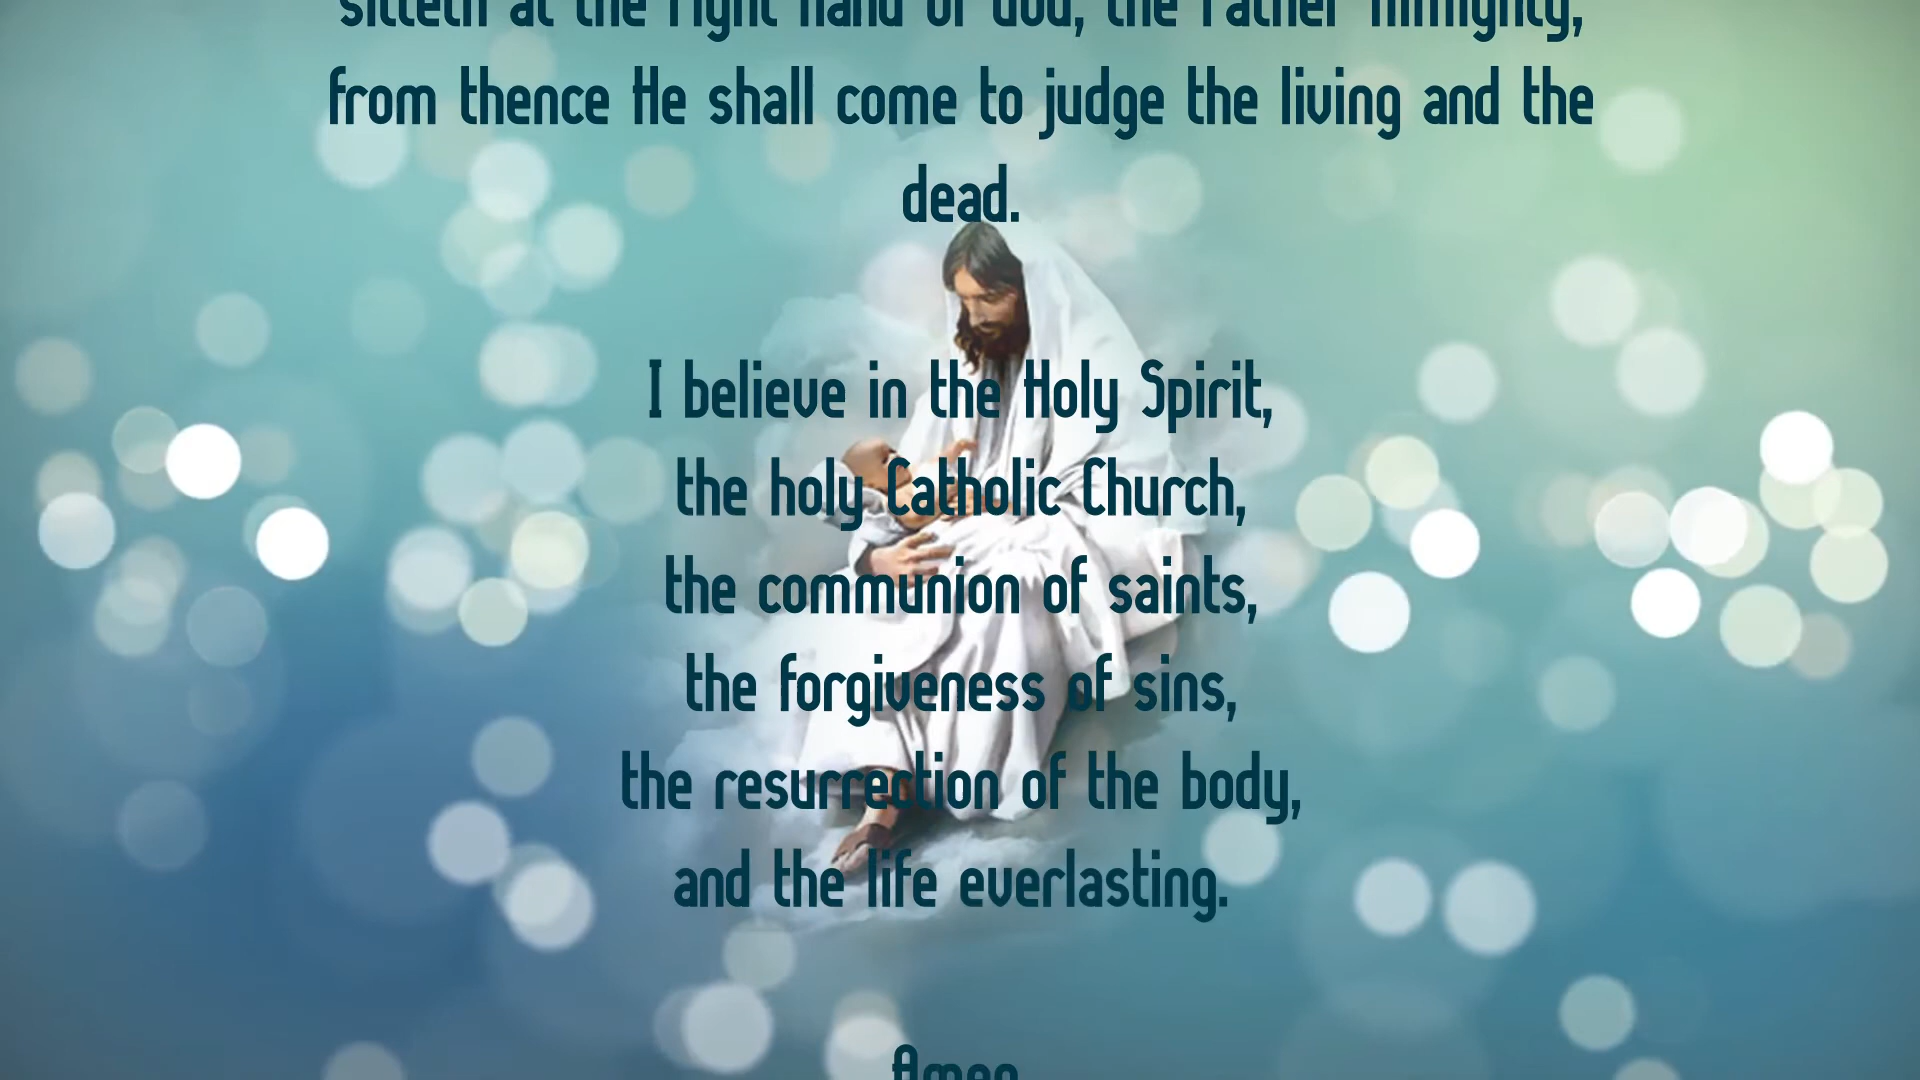 sitteth at the right hand of God, the Father Almighty,
from thence He shall come to judge the living and the
dead.
I believe in the Holy Spirit,
the holy Catholic Church,
the communion of saints,
the forgiveness of sins,
the resurrection of the body,
and the life everlasting.
Amen